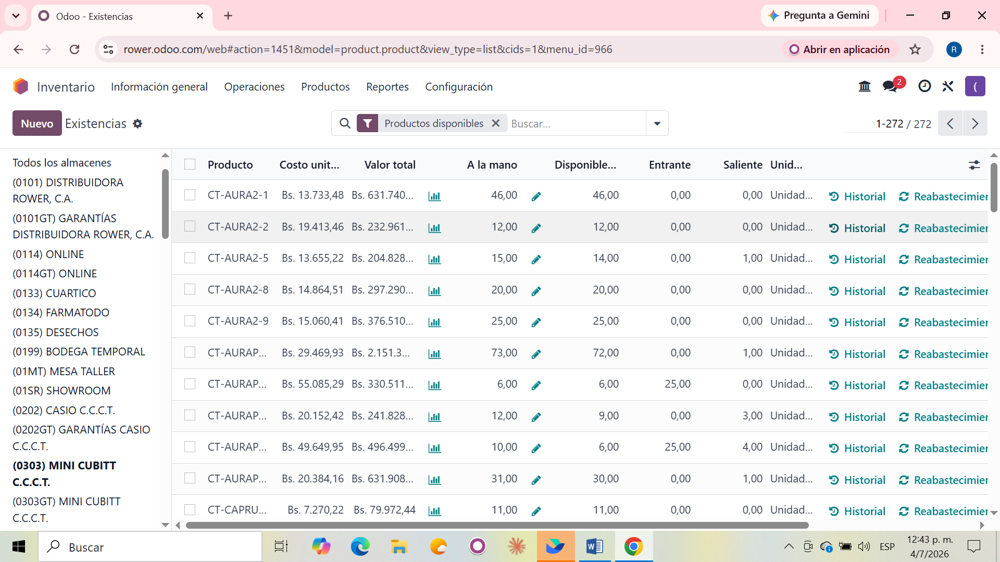 Odoo - Existencias
Pregunta a Gemini
rower.odoo.com/web#action=1451&model=product.product&view_type=list&cids=1&menu_id=966
Abrir en aplicación
R
Inventario Información general Operaciones Productos Reportes Configuración
2
(
Nuevo Existencias
Productos disponibles Buscar...
1-272 / 272
Todos los almacenes
(0101) DISTRIBUIDORA
ROWER, C.A.
(0101GT) GARANTÍAS
DISTRIBUIDORA ROWER, C.A.
(0114) ONLINE
(0114GT) ONLINE
(0133) CUARTICO
(0134) FARMATODO
(0135) DESECHOS
(0199) BODEGA TEMPORAL
(01MT) MESA TALLER
(01SR) SHOWROOM
(0202) CASIO C.C.C.T.
(0202GT) GARANTÍAS CASIO
C.C.C.T.
(0303) MINI CUBITT
C.C.C.T.
(0303GT) MINI CUBITT
C.C.C.T.
Producto Costo unit... Valor total A la mano Disponible... Entrante Saliente Unid...
CT-AURA2-1 Bs. 13.733,48 Bs. 631.740... 46,00 46,00 0,00 0,00 Unidad... Historial Reabastecimier
CT-AURA2-2 Bs. 19.413,46 Bs. 232.961... 12,00 12,00 0,00 0,00 Unidad... Historial Reabastecimier
CT-AURA2-5 Bs. 13.655,22 Bs. 204.828... 15,00 14,00 0,00 1,00 Unidad... Historial Reabastecimier
CT-AURA2-8 Bs. 14.864,51 Bs. 297.290... 20,00 20,00 0,00 0,00 Unidad... Historial Reabastecimier
CT-AURA2-9 Bs. 15.060,41 Bs. 376.510... 25,00 25,00 0,00 0,00 Unidad... Historial Reabastecimier
CT-AURAP... Bs. 29.469,93 Bs. 2.151.3... 73,00 72,00 0,00 1,00 Unidad... Historial Reabastecimier
CT-AURAP... Bs. 55.085,29 Bs. 330.511... 6,00 6,00 25,00 0,00 Unidad... Historial Reabastecimier
CT-AURAP... Bs. 20.152,42 Bs. 241.828... 12,00 9,00 0,00 3,00 Unidad... Historial Reabastecimier
CT-AURAP... Bs. 49.649,95 Bs. 496.499... 10,00 6,00 25,00 4,00 Unidad... Historial Reabastecimier
CT-AURAP... Bs. 20.384,16 Bs. 631.908... 31,00 30,00 0,00 1,00 Unidad... Historial Reabastecimier
CT-CAPRU... Bs. 7.270,22 Bs. 79.972,44 11,00 11,00 0,00 0,00 Unidad... Historial Reabastecimier
Buscar
ESP
12:43 p. m.
4/7/2026